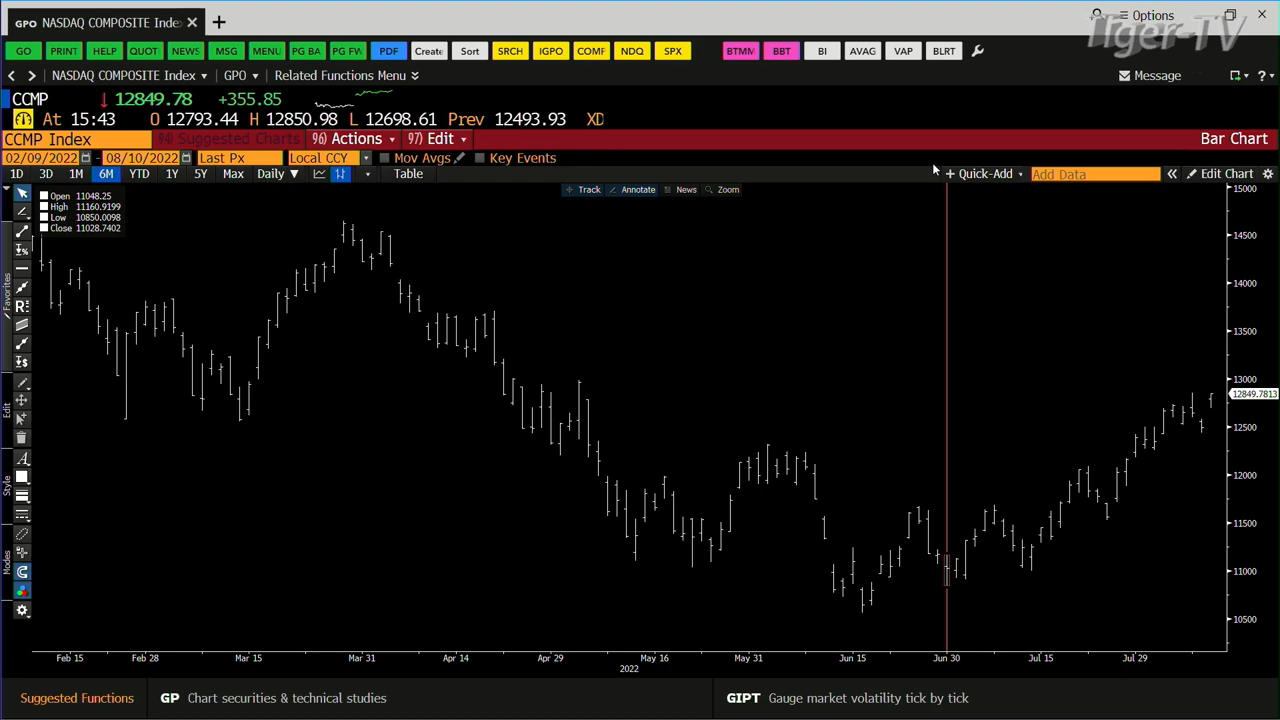 GPO NASDAQ COMPOSITE Inde × +
Options
Tiger-TV
GO PRINT HELP QUOT NEWS MSG MENU PG BA PG FW PDF Create Sort SRCH IGPO COMF NDQ SPX BTMM BBT BI AVAG VAP BLRT
NASDAQ COMPOSITE Index GPO Related Functions Menu Message ?
CCMP ↓ 12849.78 +355.85
At 15:43 O 12793.44 H 12850.98 L 12698.61 Prev 12493.93 XD
CCMP Index 94) Suggested Charts 96) Actions 97) Edit Bar Chart
02/09/2022 - 08/10/2022 Last Px Local CCY Mov Avgs Key Events
1D 3D 1M 6M YTD 1Y 5Y Max Daily ▼ Table + Quick-Add Add Data « Edit Chart
Track Annotate News Zoom
Open 11048.25
High 11160.9199
Low 10850.0098
Close 11028.7402
Favorites
Edit
Style
Modes
15000
14500
14000
13500
13000
12849.7813
12500
12000
11500
11000
10500
Feb 15 Feb 28 Mar 15 Mar 31 Apr 14 Apr 29 May 16 May 31 Jun 15 Jun 30 Jul 15 Jul 29
2022
Suggested Functions GP Chart securities & technical studies GIPT Gauge market volatility tick by tick